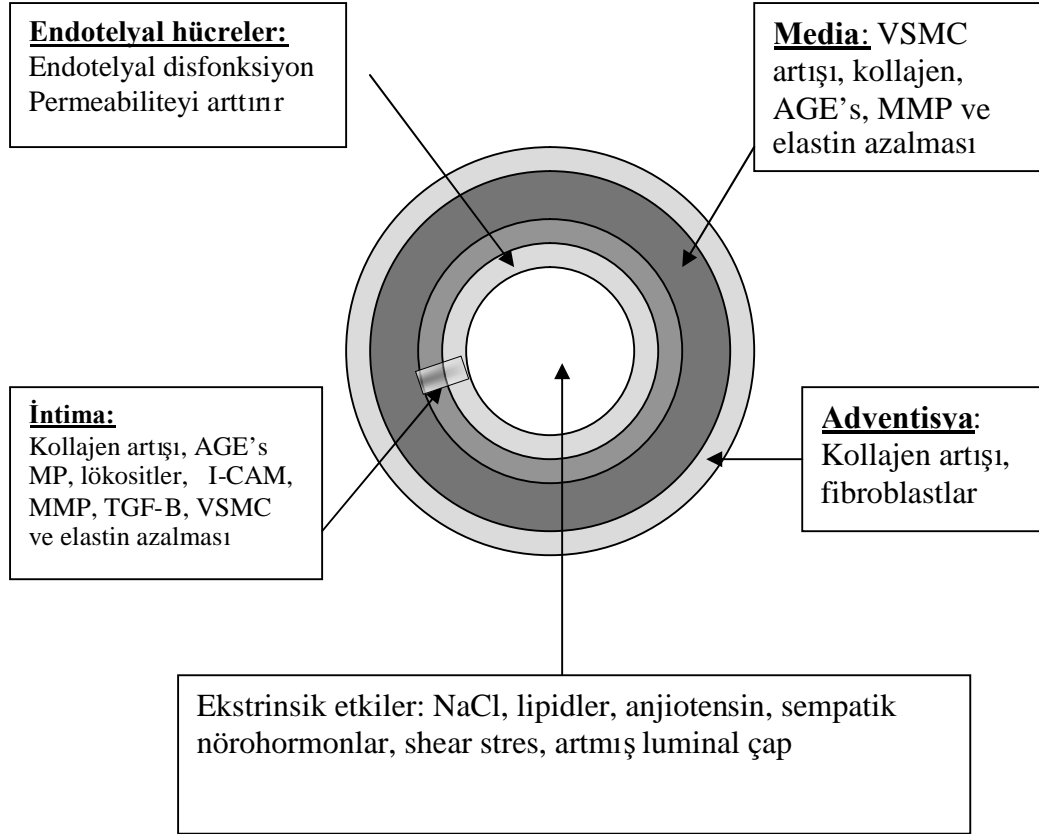 Endotelyal hücreler:
Endotelyal disfonksiyon
Permeabiliteyi arttırır
Media: VSMC
artışı, kollajen,
AGE's, MMP ve
elastin azalması
İntima:
Kollajen artışı, AGE's
MP, lökositler, I-CAM,
MMP, TGF-B, VSMC
ve elastin azalması
Adventisya:
Kollajen artışı,
fibroblastlar
Ekstrinsik etkiler: NaCl, lipidler, anjiotensin, sempatik
nörohormonlar, shear stres, artmış luminal çap